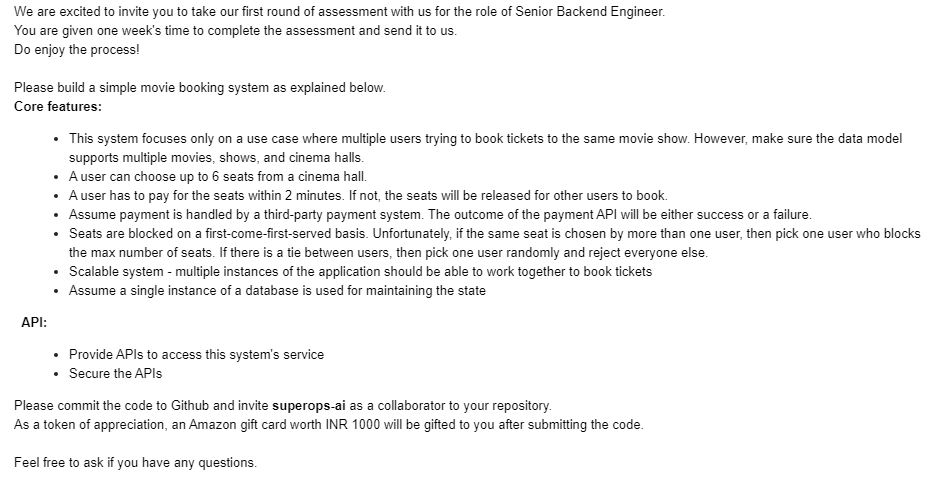 We are excited to invite you to take our first round of assessment with us for the role of Senior Backend Engineer.
You are given one week's time to complete the assessment and send it to us.
Do enjoy the process!
Please build a simple movie booking system as explained below.
Core features:
• This system focuses only on a use case where multiple users trying to book tickets to the same movie show. However, make sure the data model
supports multiple movies, shows, and cinema halls.
• A user can choose up to 6 seats from a cinema hall.
• A user has to pay for the seats within 2 minutes. If not, the seats will be released for other users to book.
• Assume payment is handled by a third-party payment system. The outcome of the payment API will be either success or a failure.
• Seats are blocked on a first-come-first-served basis. Unfortunately, if the same seat is chosen by more than one user, then pick one user who blocks
the max number of seats. If there is a tie between users, then pick one user randomly and reject everyone else.
• Scalable system - multiple instances of the application should be able to work together to book tickets
• Assume a single instance of a database is used for maintaining the state
API:
• Provide APIs to access this system's service
• Secure the APIs
Please commit the code to Github and invite superops-ai as a collaborator to your repository.
As a token of appreciation, an Amazon gift card worth INR 1000 will be gifted to you after submitting the code.
Feel free to ask if you have any questions.